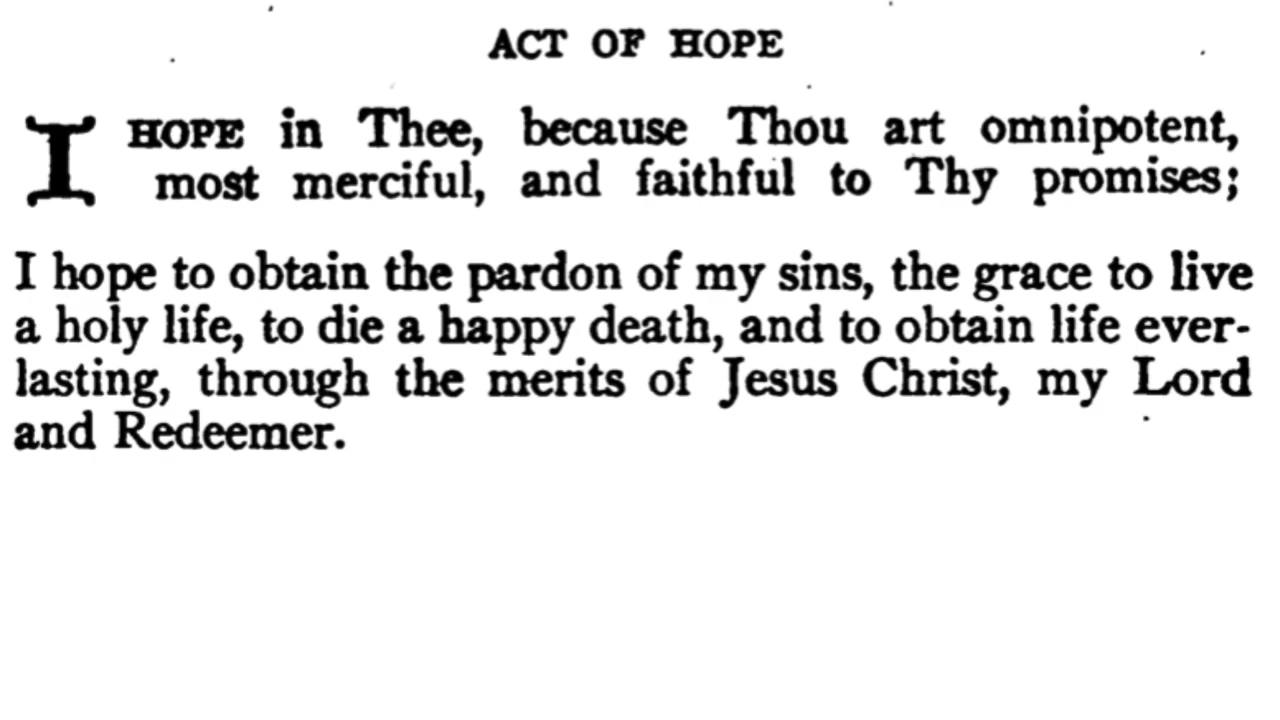 ACT OF HOPE
I HOPE in Thee, because Thou art omnipotent,
most merciful, and faithful to Thy promises;
I hope to obtain the pardon of my sins, the grace to live
a holy life, to die a happy death, and to obtain life ever-
lasting, through the merits of Jesus Christ, my Lord
and Redeemer.